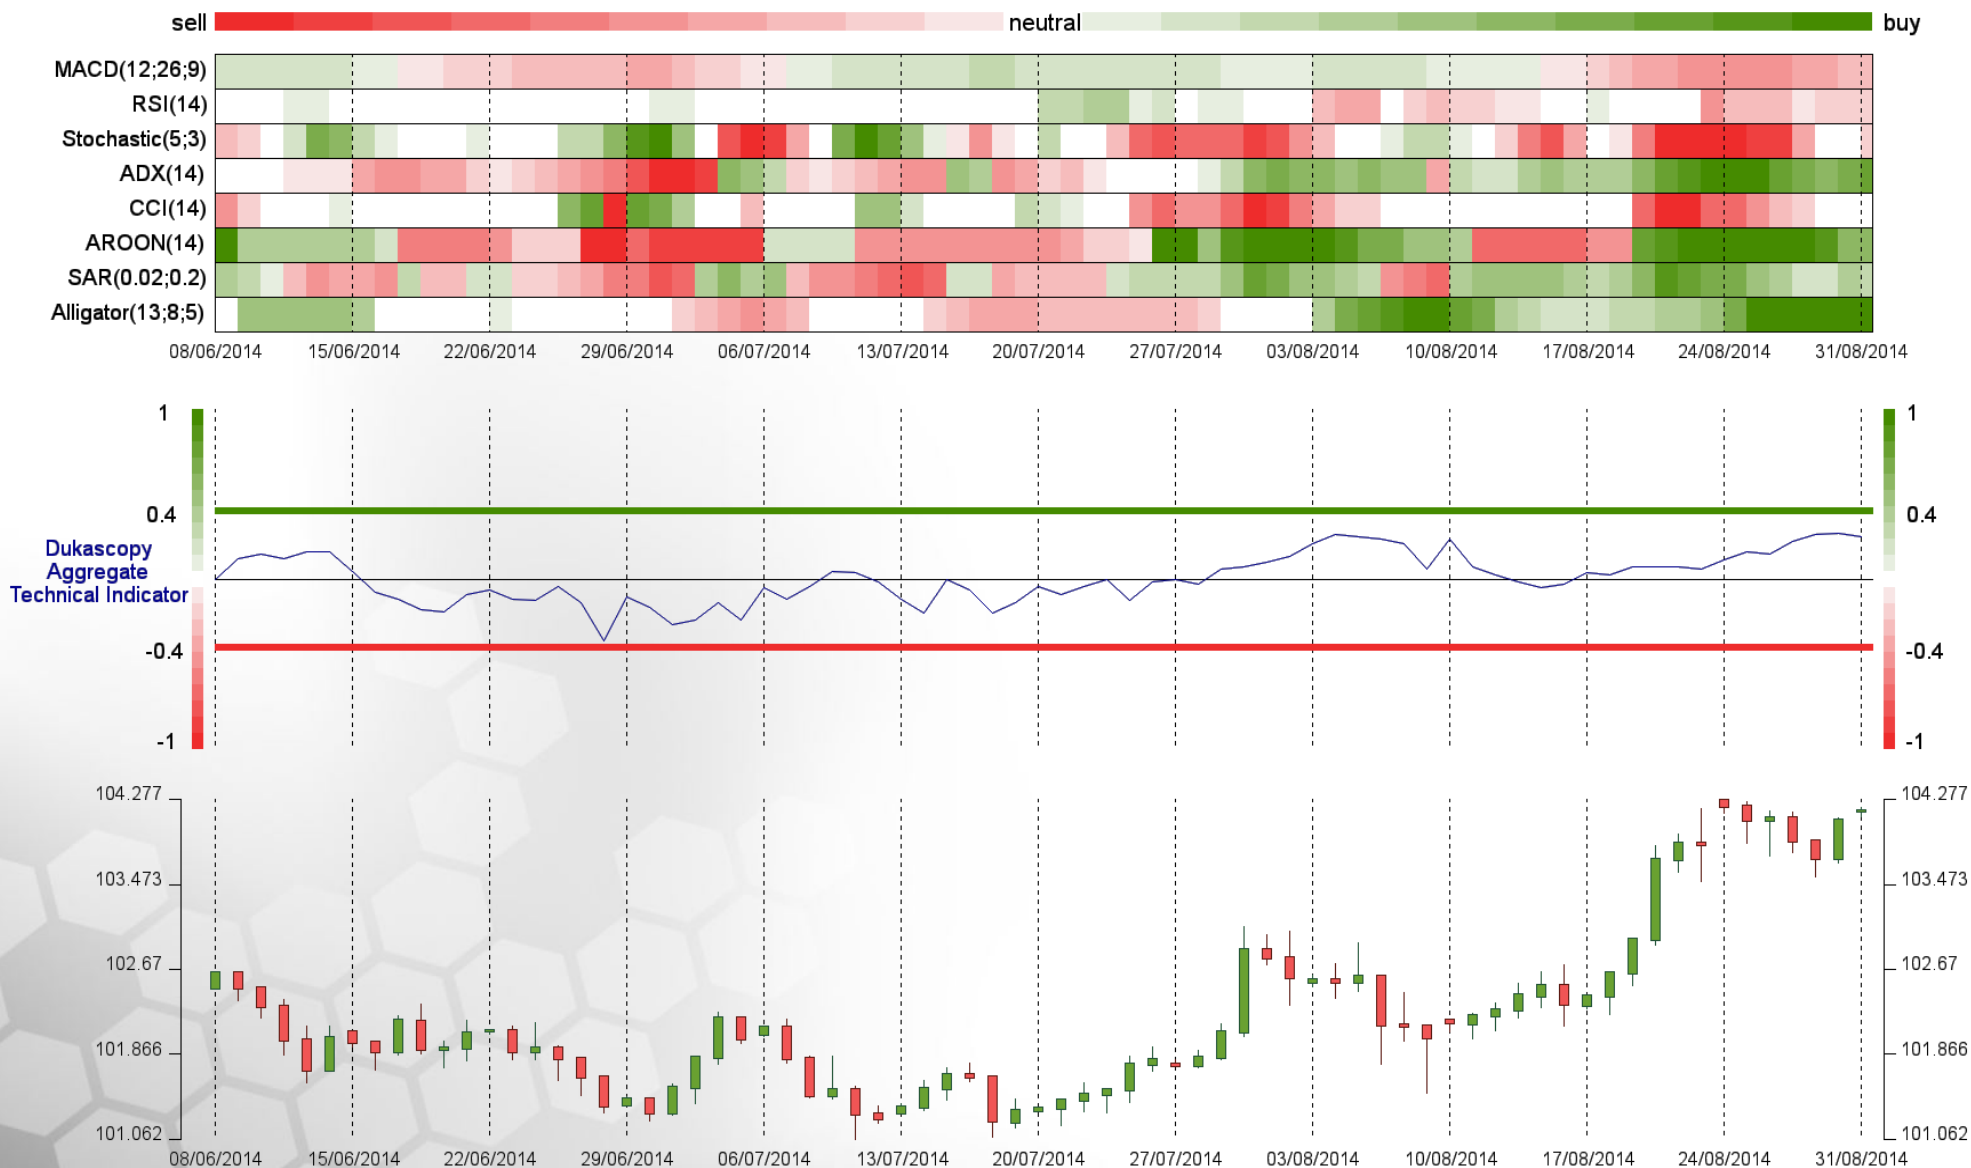 sell neutral buy
MACD(12;26;9)
RSI(14)
Stochastic(5;3)
ADX(14)
CCI(14)
AROON(14)
SAR(0.02;0.2)
Alligator(13;8;5)
08/06/2014 15/06/2014 22/06/2014 29/06/2014 06/07/2014 13/07/2014 20/07/2014 27/07/2014 03/08/2014 10/08/2014 17/08/2014 24/08/2014 31/08/2014
1 1
0.4 0.4
Dukascopy
Aggregate
Technical Indicator
-0.4 -0.4
-1 -1
104.277 104.277
103.473 103.473
102.67 102.67
101.866 101.866
101.062 101.062
08/06/2014 15/06/2014 22/06/2014 29/06/2014 06/07/2014 13/07/2014 20/07/2014 27/07/2014 03/08/2014 10/08/2014 17/08/2014 24/08/2014 31/08/2014